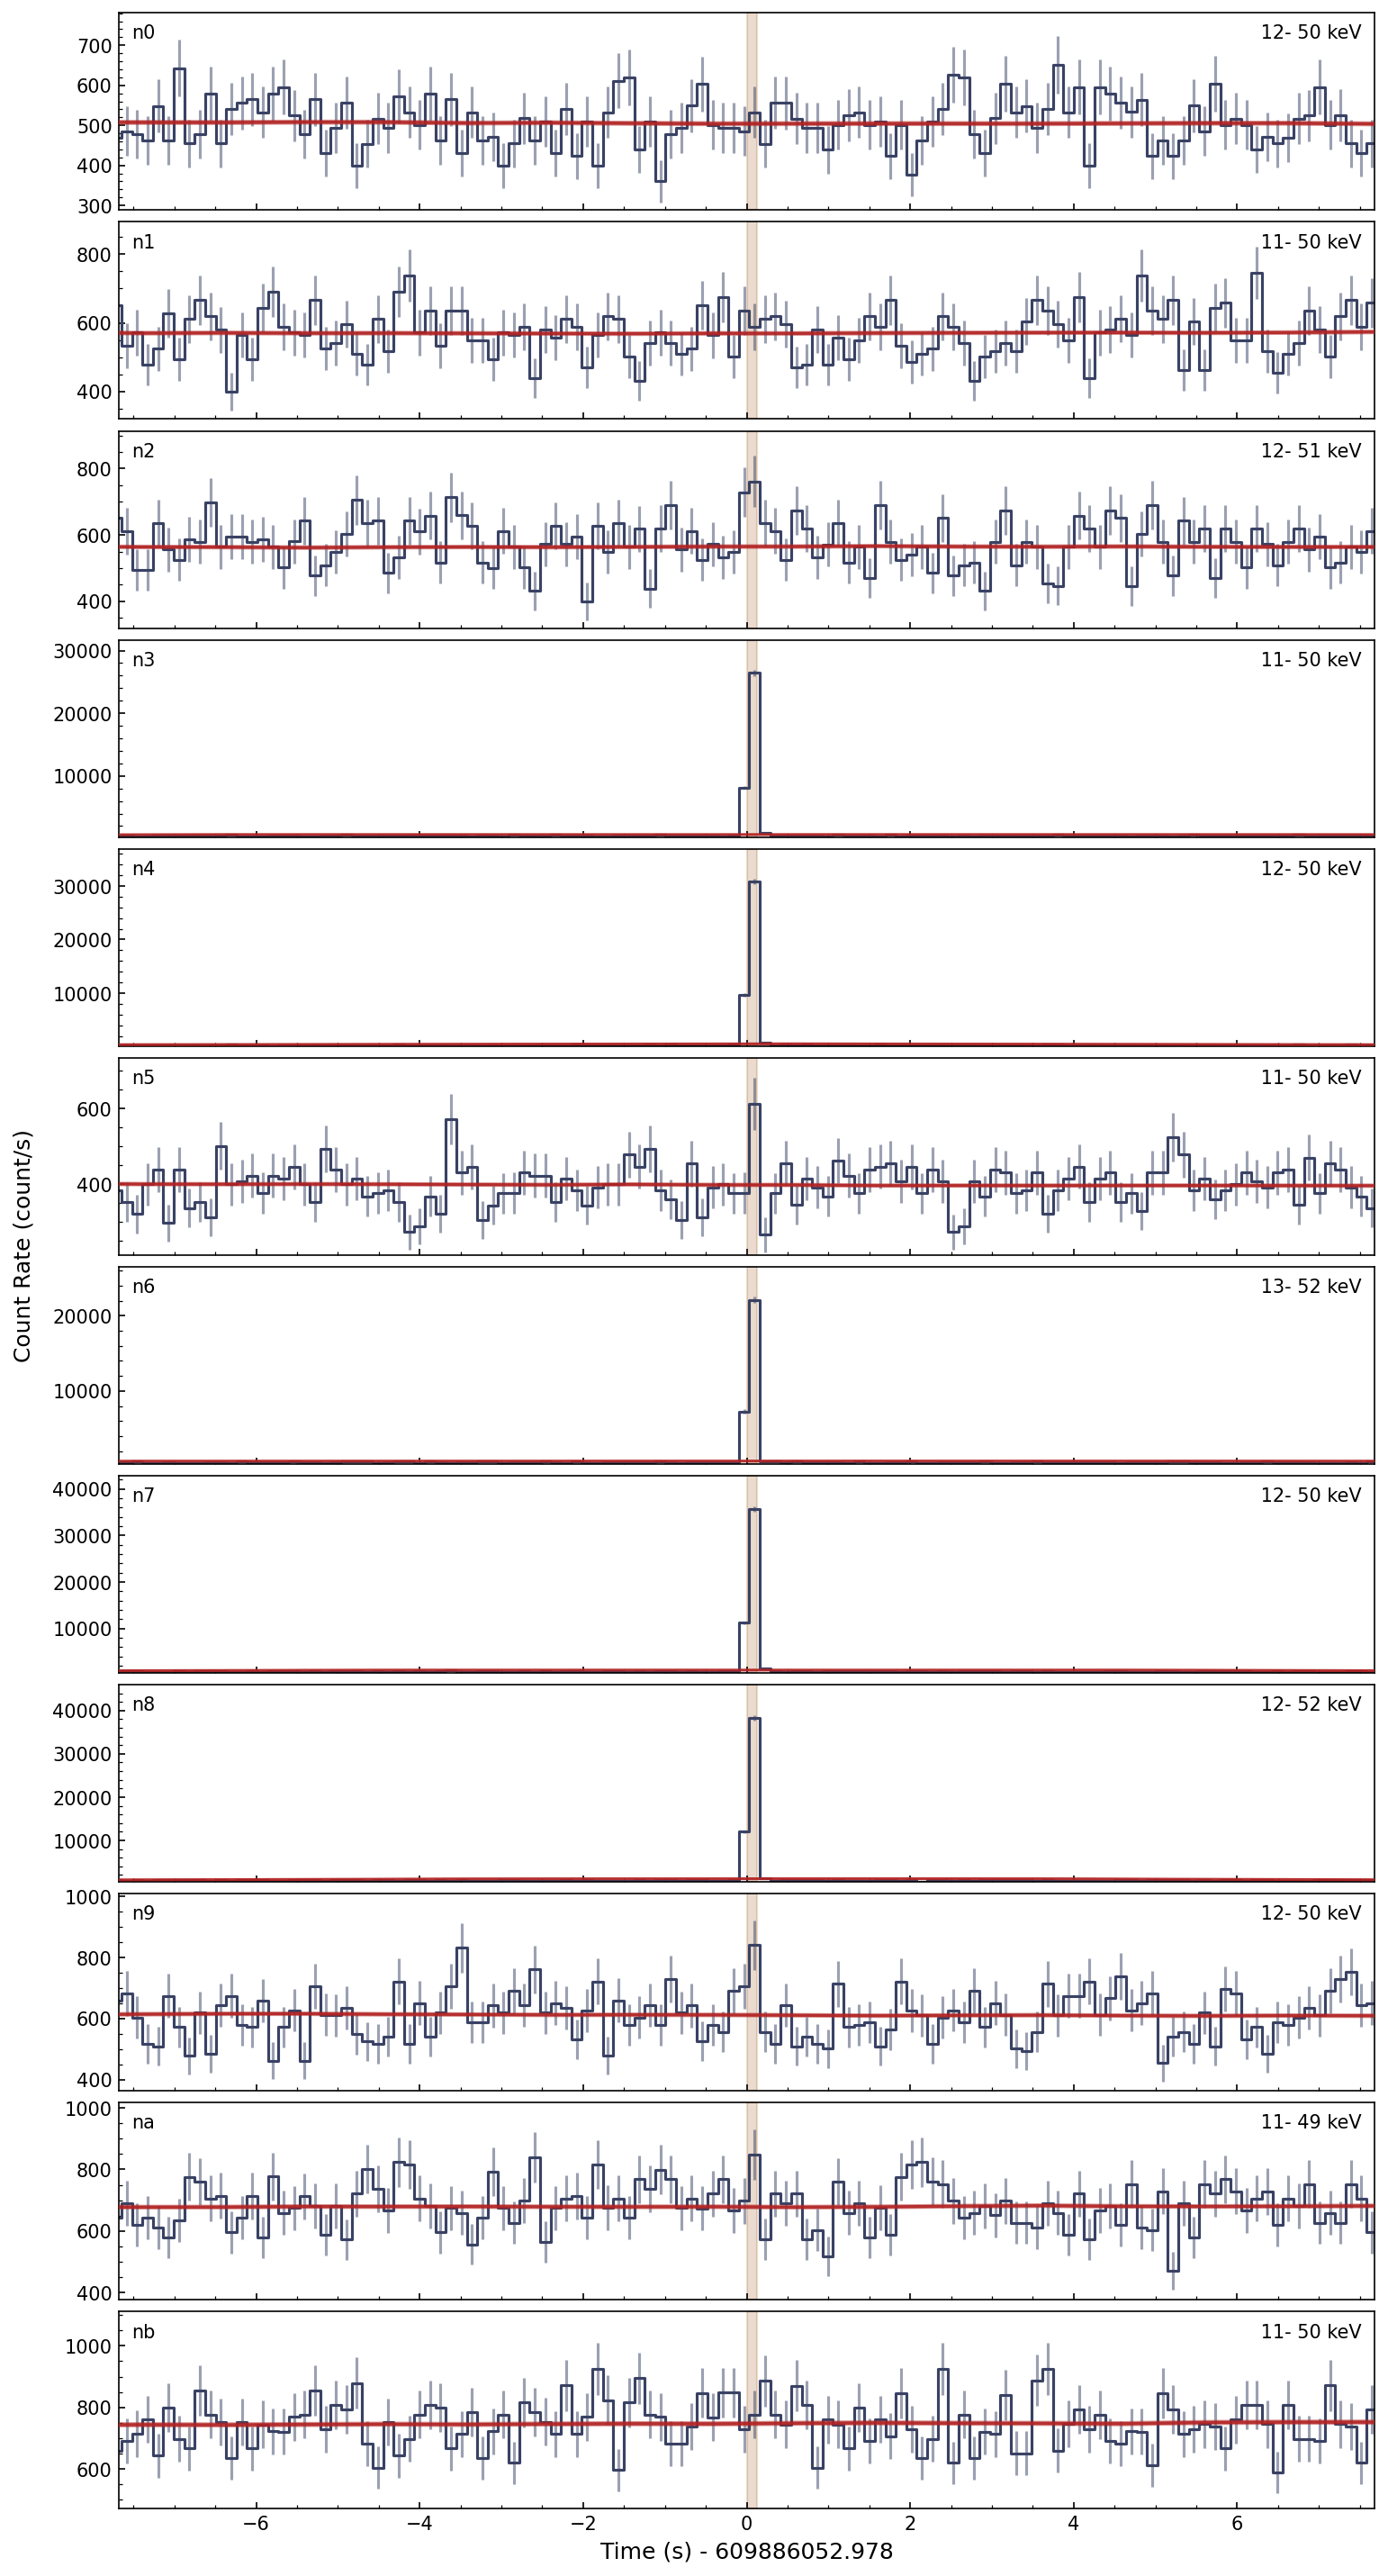 n0 12- 50 keV
700
600
500
400
300
n1 11- 50 keV
800
600
400
n2 12- 51 keV
800
600
400
n3 11- 50 keV
30000
20000
10000
n4 12- 50 keV
30000
20000
10000
n5 11- 50 keV
600
400
n6 13- 52 keV
20000
10000
n7 12- 50 keV
40000
30000
20000
10000
n8 12- 52 keV
40000
30000
20000
10000
n9 12- 50 keV
1000
800
600
400
na 11- 49 keV
1000
800
600
400
nb 11- 50 keV
1000
800
600
−6 −4 −2 0 2 4 6
Time (s) - 609886052.978
Count Rate (count/s)